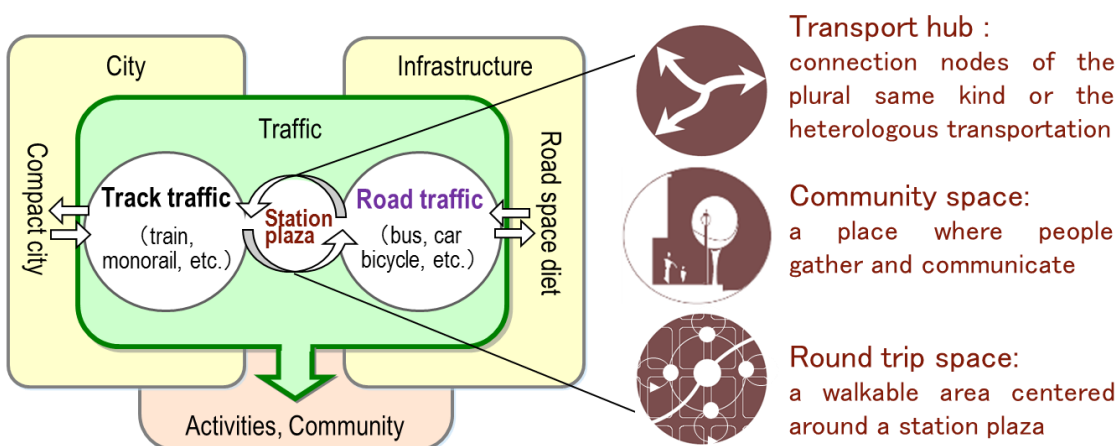 City
Infrastructure
Traffic
Compact city
Track traffic
（train,
monorail, etc.）
Station
plaza
Road traffic
（bus, car
bicycle, etc.）
Road space diet
Activities, Community
Transport hub :
connection nodes of the
plural same kind or the
heterologous transportation
Community space:
a place where people
gather and communicate
Round trip space:
a walkable area centered
around a station plaza